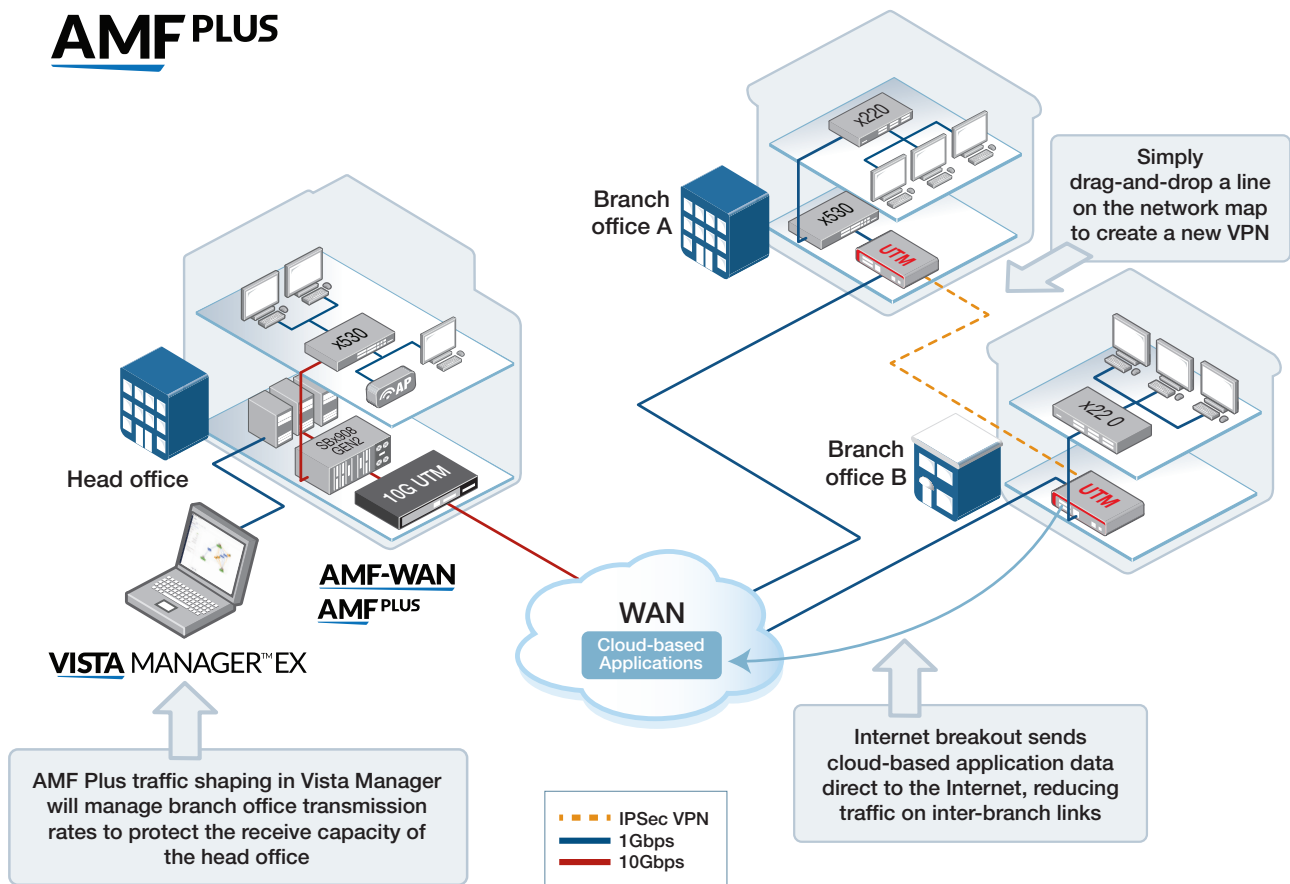 AMF PLUS
x220
Branch
office A
x530
UTM
Simply
drag-and-drop a line
on the network map
to create a new VPN
x530
AP
SBx908
GEN2
10G UTM
Head office
x220
Branch
office B
UTM
AMF-WAN
AMF PLUS
VISTA MANAGER™ EX
WAN
Cloud-based
Applications
AMF Plus traffic shaping in Vista Manager
will manage branch office transmission
rates to protect the receive capacity of
the head office
Internet breakout sends
cloud-based application data
direct to the Internet, reducing
traffic on inter-branch links
IPSec VPN
1Gbps
10Gbps